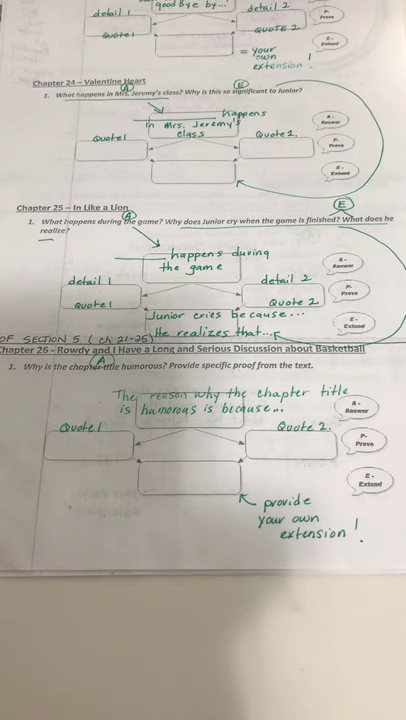 good bye by...
detail 1
detail 2
P-
Prove
quote 1
QUOTE 2
E-
Extend
= your
own
extension !
Chapter 24 – Valentine Heart
A
E
1. What happens in Mrs. Jeremy's class? Why is this so significant to Junior?
______ happens
in Mrs. Jeremy's
class
A-
Answer
Quote 1
Quote 2.
P-
Prove
E-
Extend
Chapter 25 – In Like a Lion
A
E
1. What happens during the game? Why does Junior cry when the game is finished? What does he
realize?
______ happens during
the game
A-
Answer
detail 1
detail 2
P-
Prove
quote 1
Quote 2
Junior cries because...
He realizes that...
E-
Extend
OF SECTION 5 ( ch 21-25)
Chapter 26 - Rowdy and I Have a Long and Serious Discussion about Basketball
A
1. Why is the chapter title humorous? Provide specific proof from the text.
The reason why the chapter title
is humorous is because...
A-
Answer
Quote 1
Quote 2.
P-
Prove
E-
Extend
provide
your own
extension !